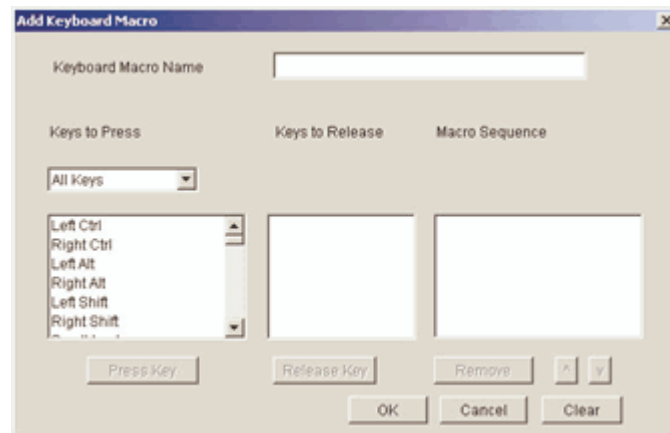 Add Keyboard Macro
Keyboard Macro Name
Keys to Press
Keys to Release
Macro Sequence
All Keys
Left Ctrl
Right Ctrl
Left Alt
Right Alt
Left Shift
Right Shift
Press Key
Release Key
Remove
^
v
OK
Cancel
Clear